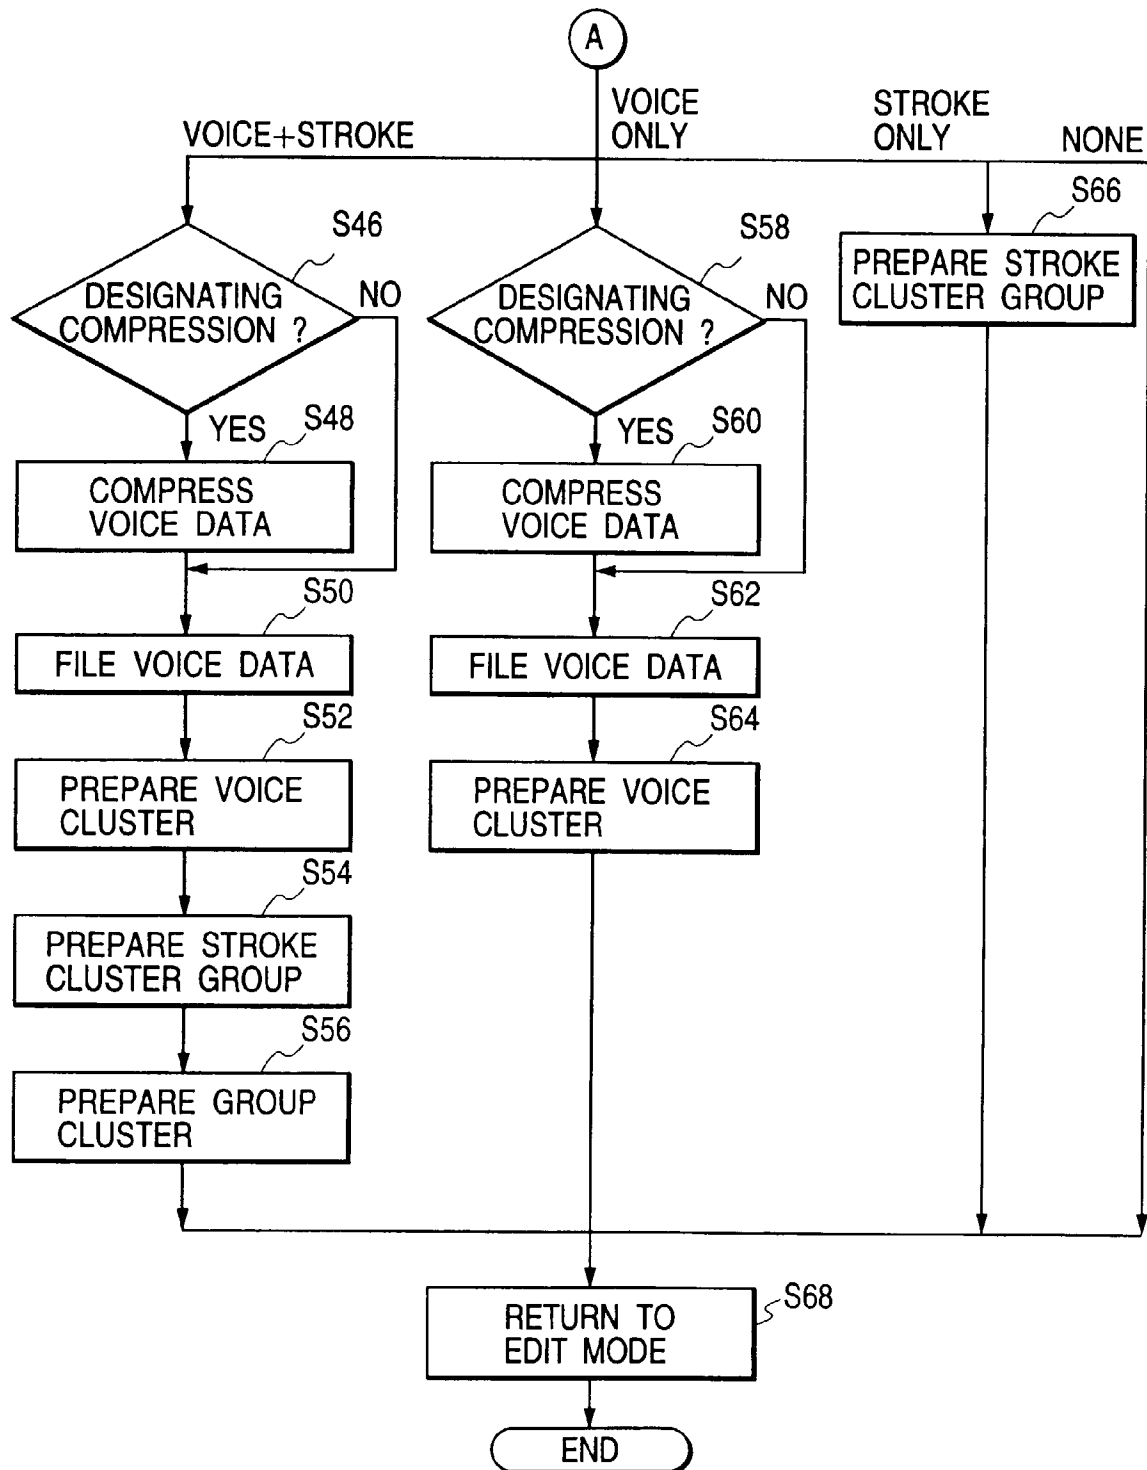 A
VOICE
ONLY
STROKE
ONLY
VOICE+STROKE
NONE
S46
S58
S66
DESIGNATING
COMPRESSION ?
NO
DESIGNATING
COMPRESSION ?
NO
PREPARE STROKE
CLUSTER GROUP
YES
S48
YES
S60
COMPRESS
VOICE DATA
COMPRESS
VOICE DATA
S50
S62
FILE VOICE DATA
FILE VOICE DATA
S52
S64
PREPARE VOICE
CLUSTER
PREPARE VOICE
CLUSTER
S54
PREPARE STROKE
CLUSTER GROUP
S56
PREPARE GROUP
CLUSTER
S68
RETURN TO
EDIT MODE
END